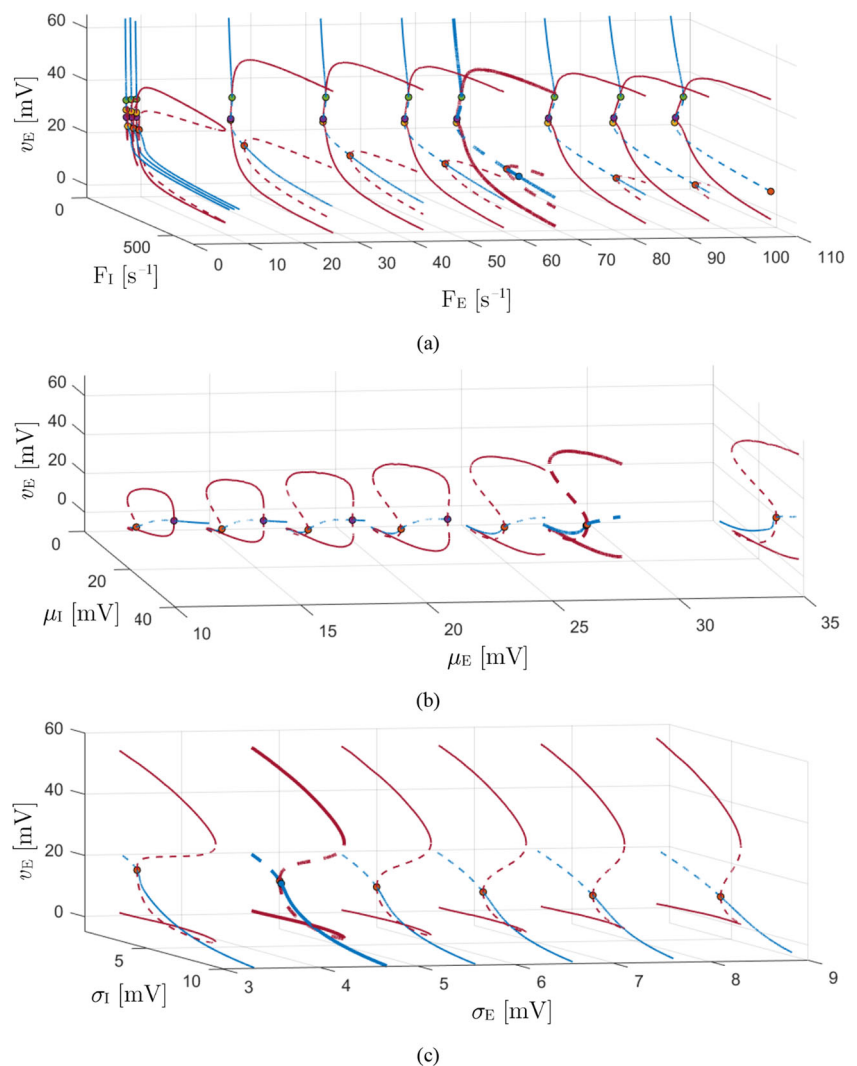 60
40
20
0
v_E [mV]
0
500
F_I [s⁻¹]
0 10 20 30 40 50 60 70 80 90 100 110
F_E [s⁻¹]
(a)
60
40
20
0
v_E [mV]
0
20
40
μ_I [mV]
10 15 20 25 30 35
μ_E [mV]
(b)
60
40
20
0
v_E [mV]
5
10
σ_I [mV]
3 4 5 6 7 8 9
σ_E [mV]
(c)